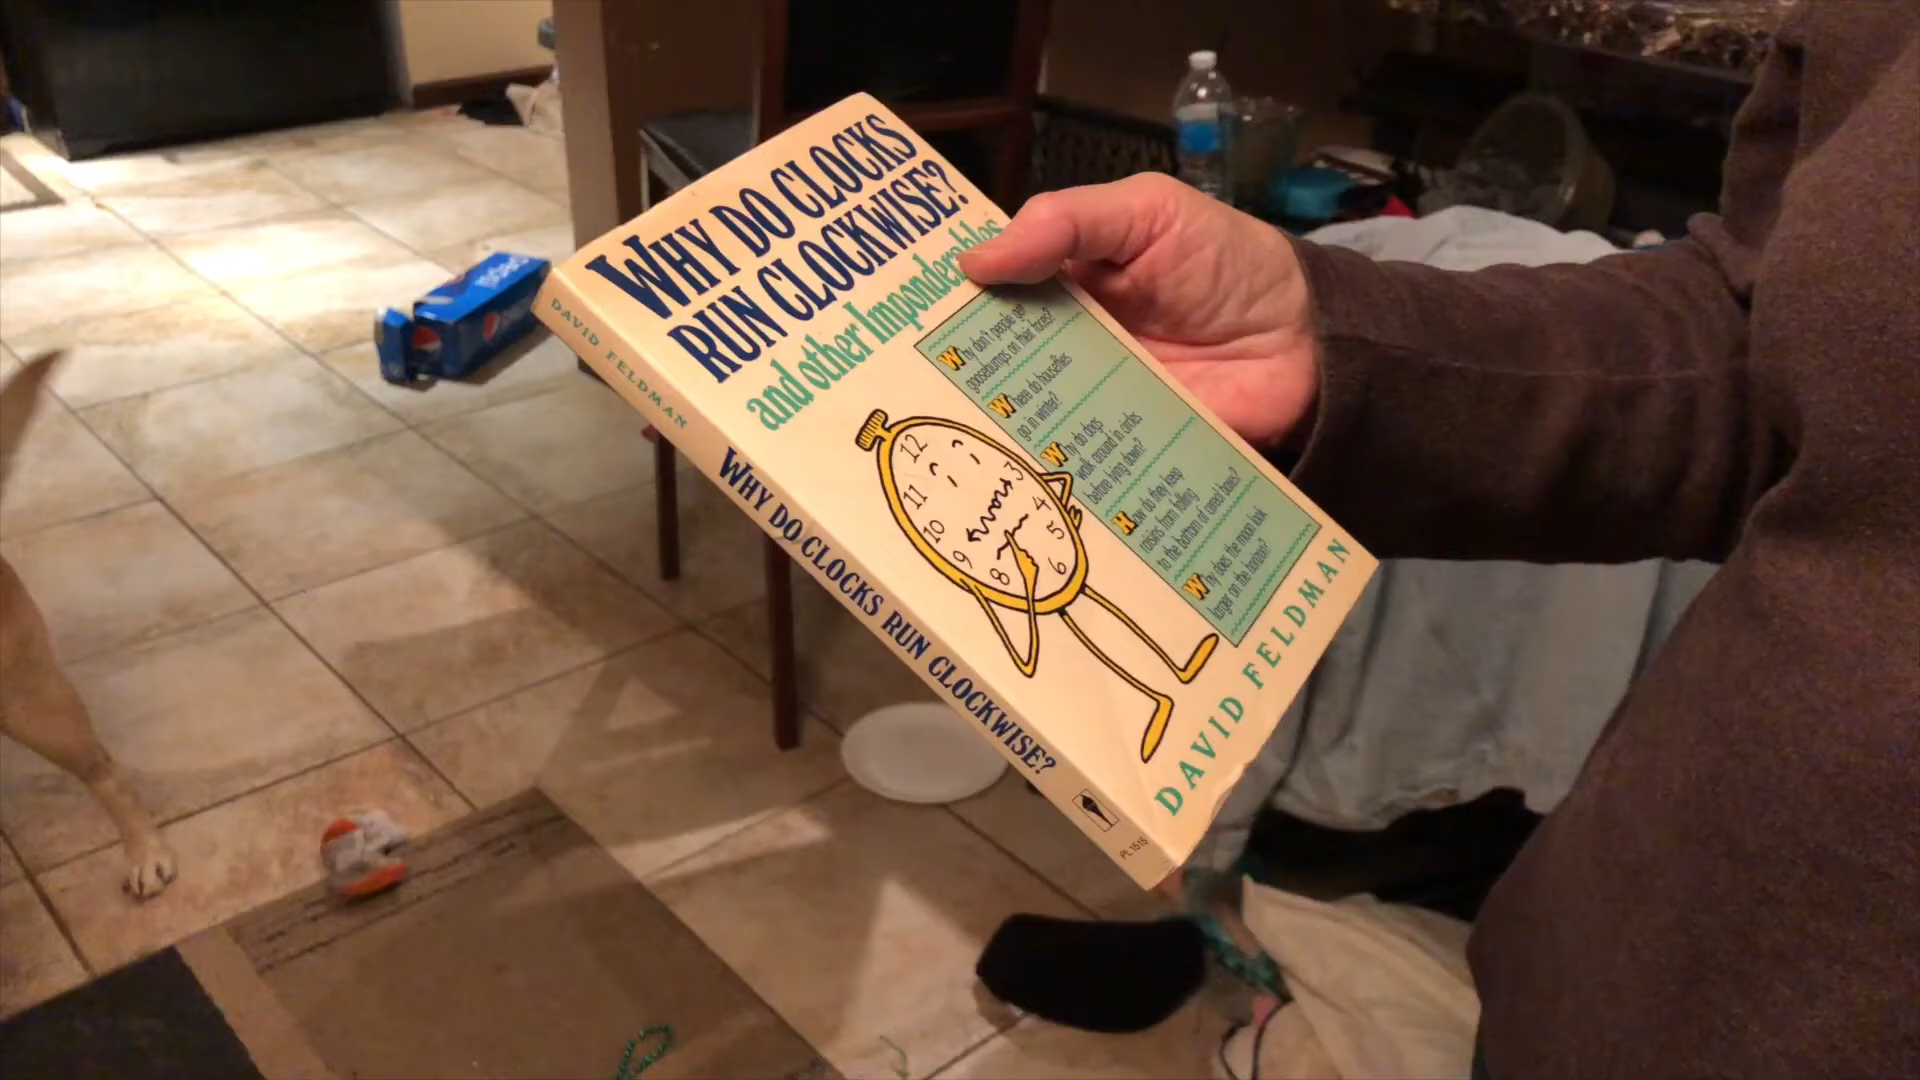 WHY DO CLOCKS
RUN CLOCKWISE?
and other Imponderables
Why don't people get
goosebumps on their faces?
Where do houseflies
go in winter?
Why do dogs
walk around in circles
before lying down?
How do they keep
raisins from falling
to the bottom of cereal boxes?
Why does the moon look
larger on the horizon?
12
11
10
9
8
3
4
5
6
DAVID FELDMAN
DAVID FELDMAN
WHY DO CLOCKS RUN CLOCKWISE?
PL 1515
pepsi